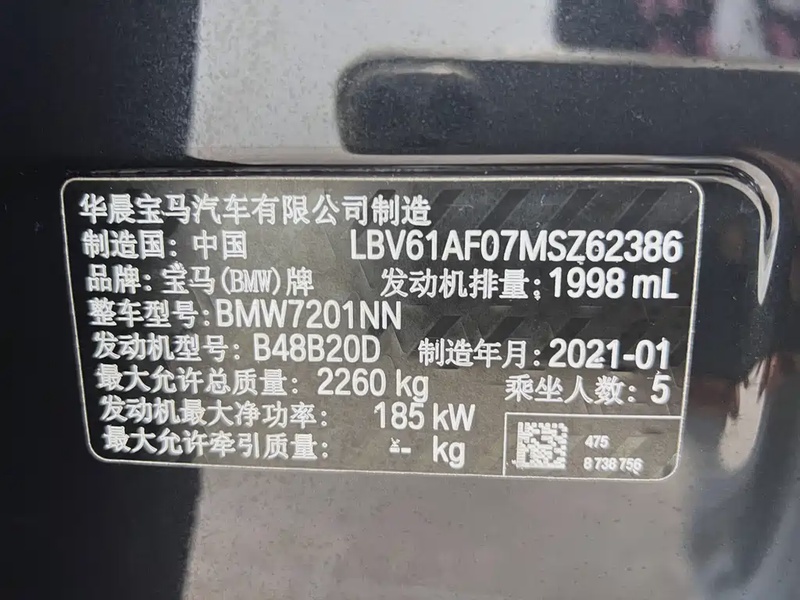 华晨宝马汽车有限公司制造
制造国: 中国 LBV61AF07MSZ62386
品牌: 宝马(BMW)牌 发动机排量: 1998 mL
整车型号: BMW7201NN
发动机型号: B48B20D 制造年月: 2021-01
最大允许总质量: 2260 kg 乘坐人数: 5
发动机最大净功率: 185 kW
最大允许牵引质量: -- kg
475
8 738 756